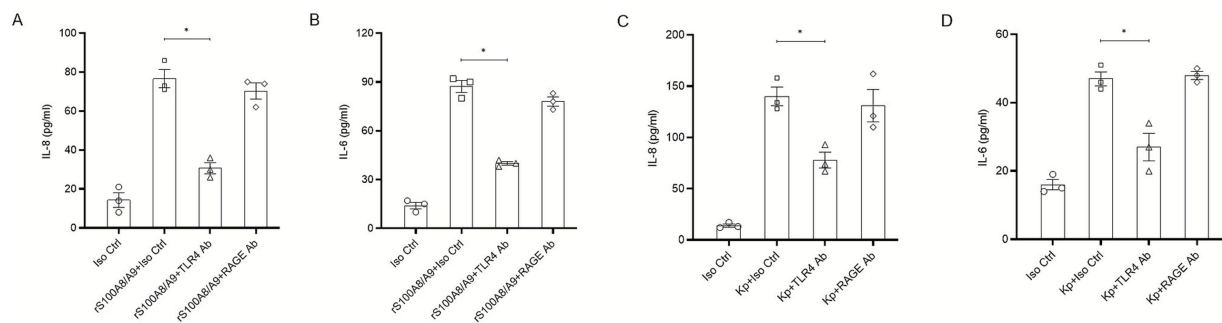 A
IL-8 (pg/ml)
100
80
60
40
20
0
*
Iso Ctrl
rS100A8/A9+Iso Ctrl
rS100A8/A9+TLR4 Ab
rS100A8/A9+RAGE Ab
B
IL-6 (pg/ml)
120
90
60
30
0
*
Iso Ctrl
rS100A8/A9+Iso Ctrl
rS100A8/A9+TLR4 Ab
rS100A8/A9+RAGE Ab
C
IL-8 (pg/ml)
200
150
100
50
0
*
Iso Ctrl
Kp+Iso Ctrl
Kp+TLR4 Ab
Kp+RAGE Ab
D
IL-6 (pg/ml)
60
40
20
0
*
Iso Ctrl
Kp+Iso Ctrl
Kp+TLR4 Ab
Kp+RAGE Ab